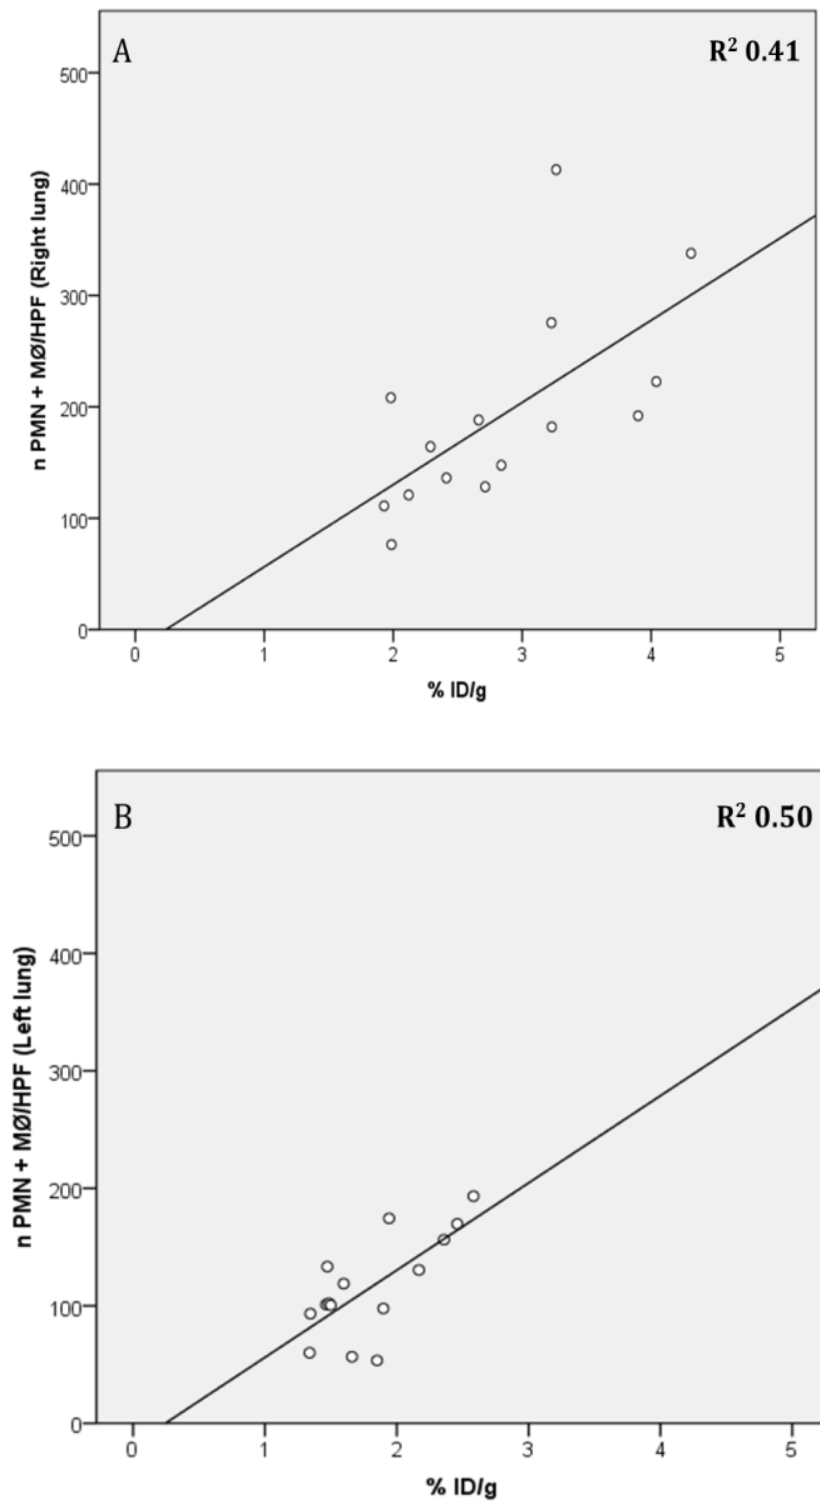 A
R² 0.41
500
400
300
200
100
0
n PMN + MØ/HPF (Right lung)
0 1 2 3 4 5
% ID/g
B
R² 0.50
500
400
300
200
100
0
n PMN + MØ/HPF (Left lung)
0 1 2 3 4 5
% ID/g